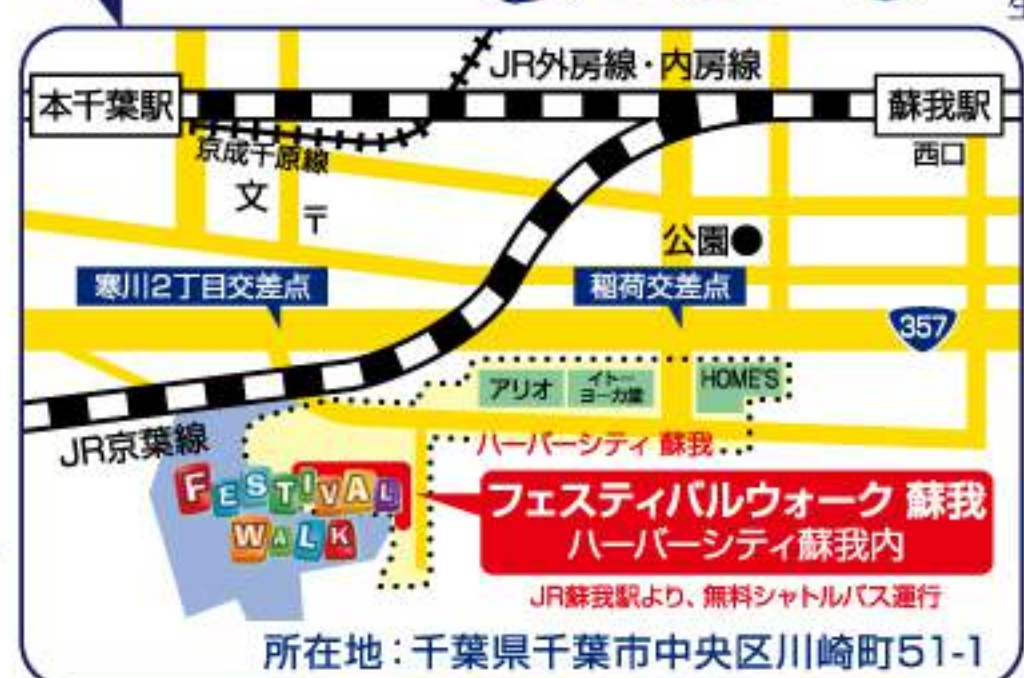 JR外房線・内房線
本千葉駅
蘇我駅
京成千原線
西口
文
〒
公園
寒川2丁目交差点
稲荷交差点
357
アリオ
イトー
ヨーカ堂
HOME'S
JR京葉線
ハーバーシティ 蘇我
FESTIVAL
WALK
フェスティバルウォーク 蘇我
ハーバーシティ蘇我内
JR蘇我駅より、無料シャトルバス運行
所在地:千葉県千葉市中央区川崎町51-1